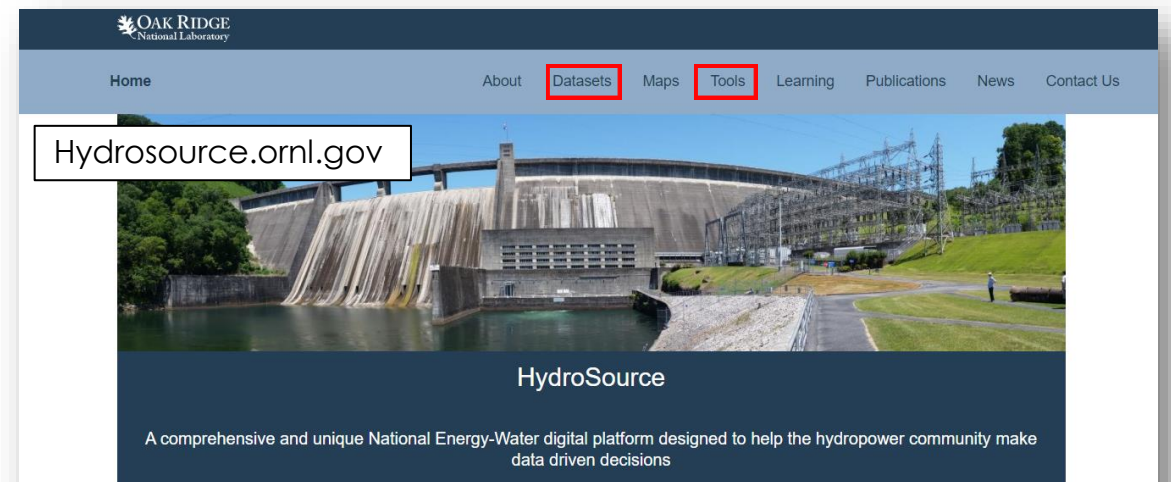 OAK RIDGE
National Laboratory
Home About Datasets Maps Tools Learning Publications News Contact Us
Hydrosource.ornl.gov
HydroSource
A comprehensive and unique National Energy-Water digital platform designed to help the hydropower community make
data driven decisions